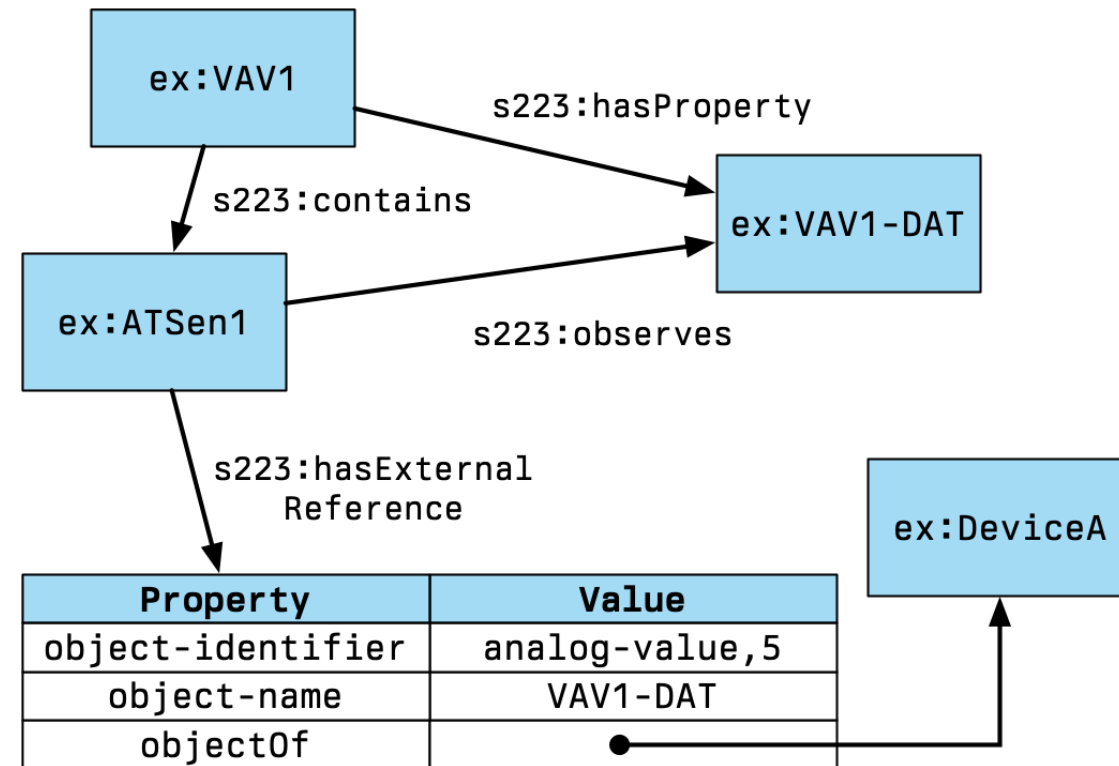 ex:VAV1
s223:hasProperty
s223:contains
ex:VAV1-DAT
ex:ATSen1
s223:observes
s223:hasExternal
Reference
ex:DeviceA
Property Value
object-identifier analog-value,5
object-name VAV1-DAT
objectOf